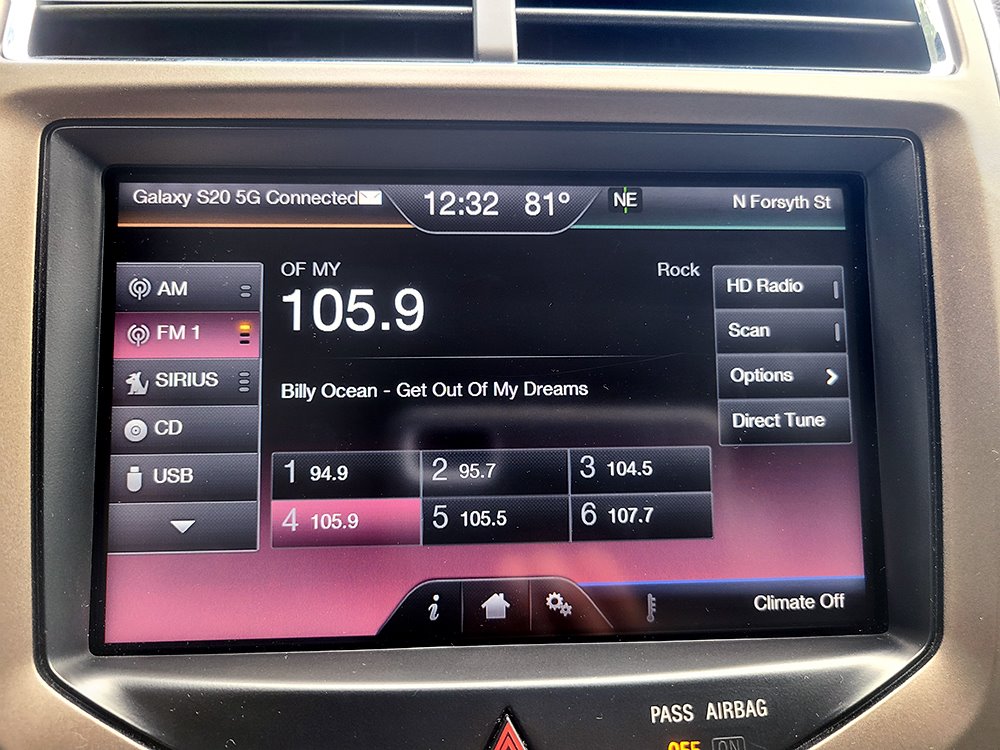 Galaxy S20 5G Connected
12:32 81°
NE
N Forsyth St
AM
FM 1
SIRIUS
CD
USB
OF MY
Rock
105.9
Billy Ocean - Get Out Of My Dreams
1 94.9
2 95.7
3 104.5
4 105.9
5 105.5
6 107.7
HD Radio
Scan
Options
Direct Tune
i
Climate Off
PASS AIRBAG
OFF ON